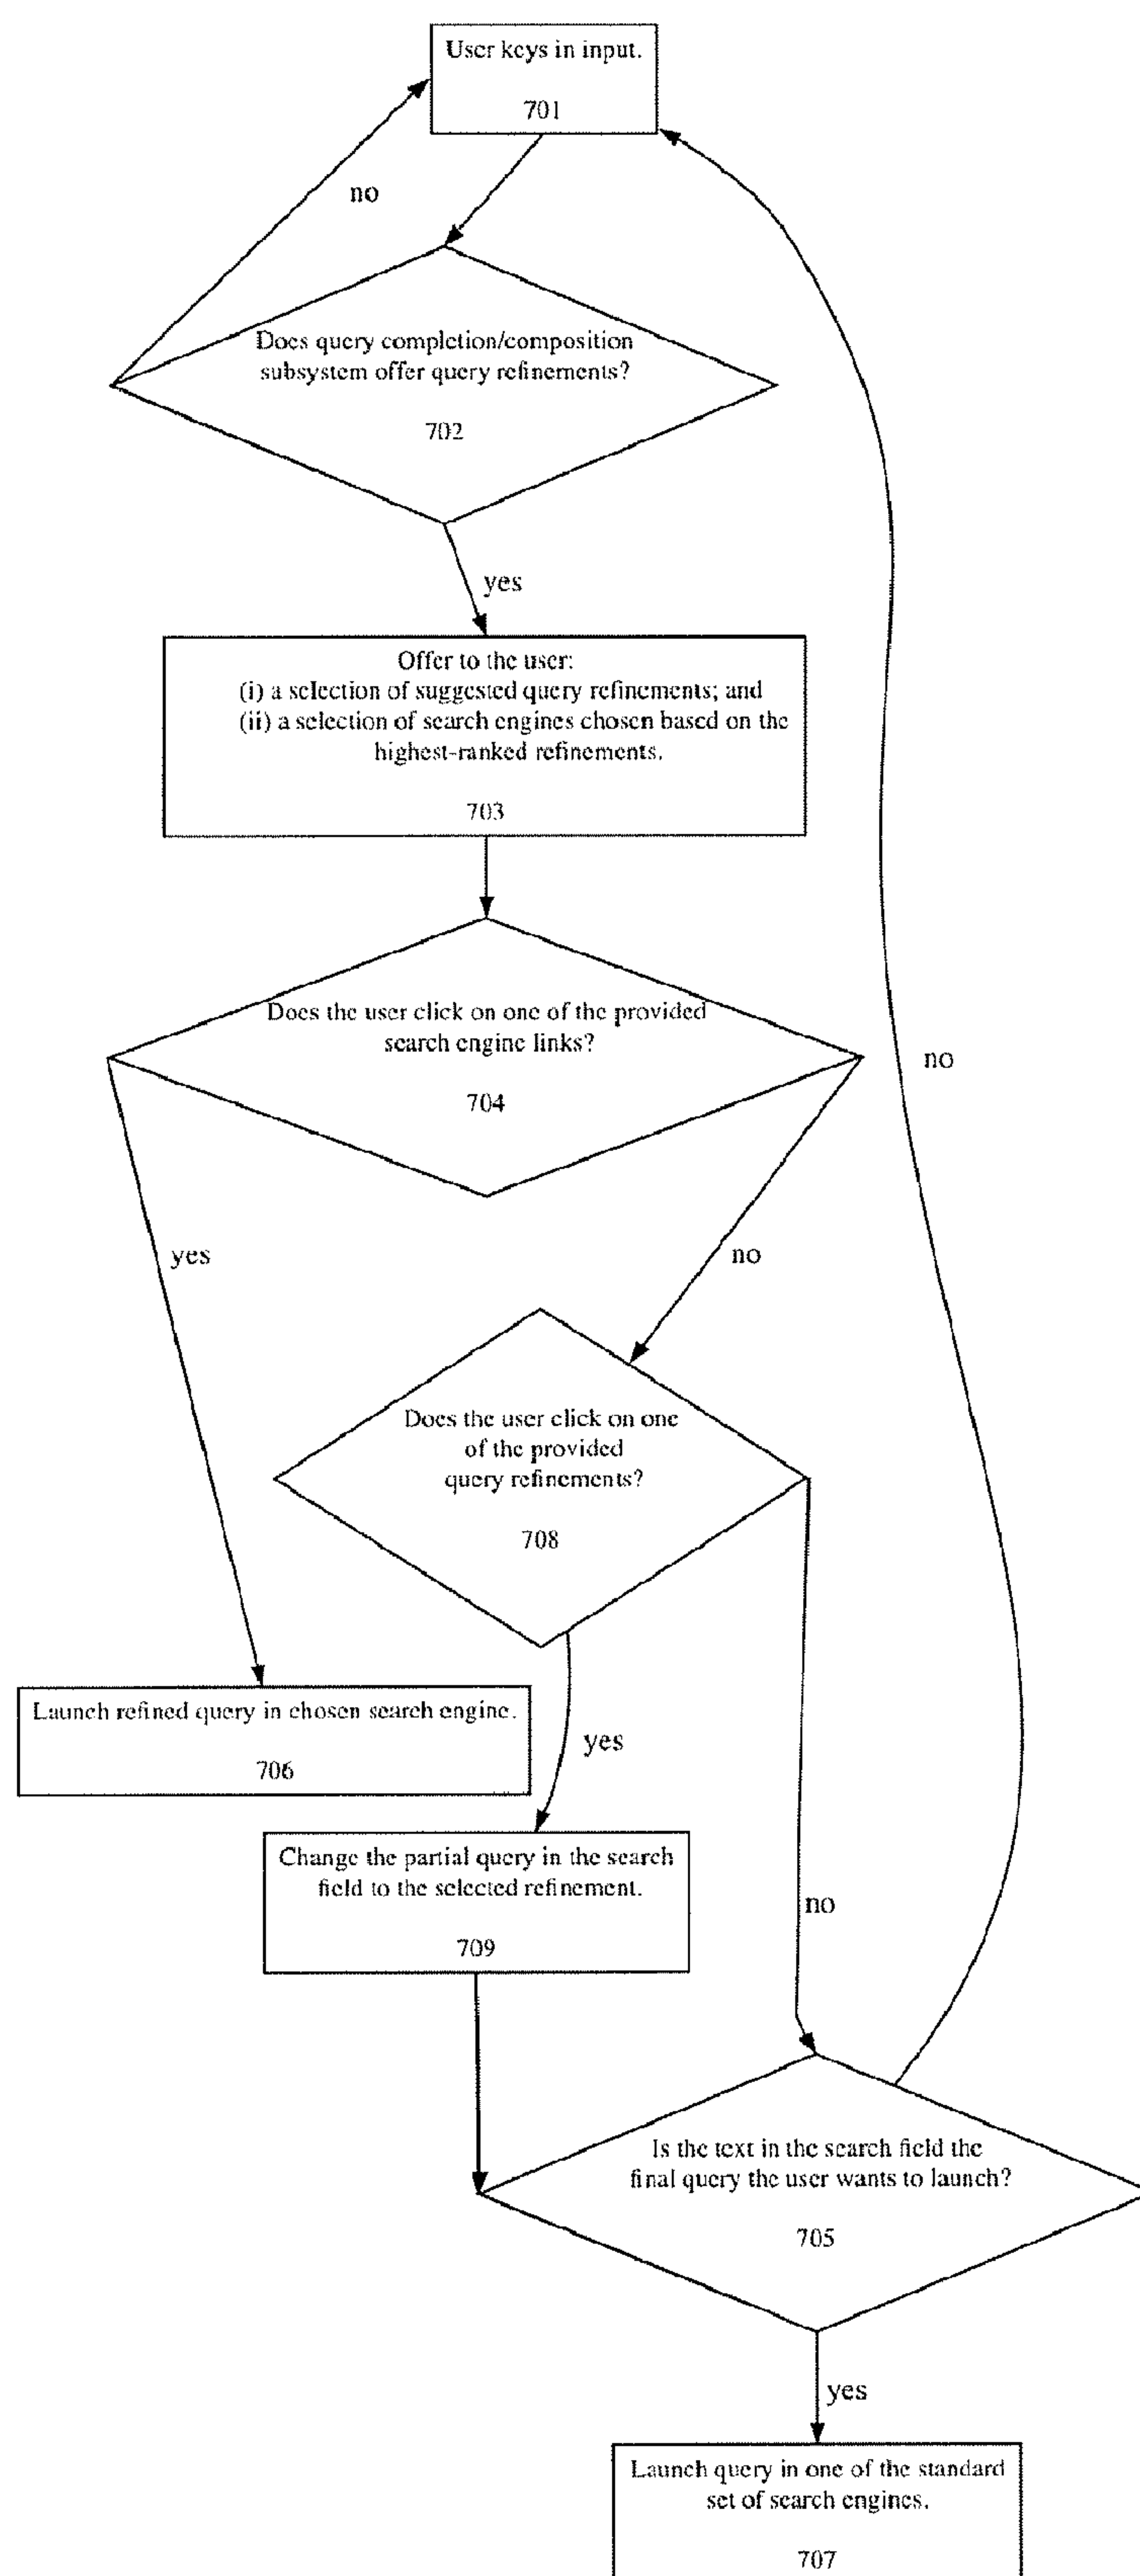 User keys in input.
701
no
Does query completion/composition
subsystem offer query refinements?
702
yes
Offer to the user:
(i) a selection of suggested query refinements; and
(ii) a selection of search engines chosen based on the
highest-ranked refinements.
703
Does the user click on one of the provided
search engine links?
704
no
yes
no
Does the user click on one
of the provided
query refinements?
708
Launch refined query in chosen search engine.
706
yes
Change the partial query in the search
field to the selected refinement.
709
no
Is the text in the search field the
final query the user wants to launch?
705
yes
Launch query in one of the standard
set of search engines.
707